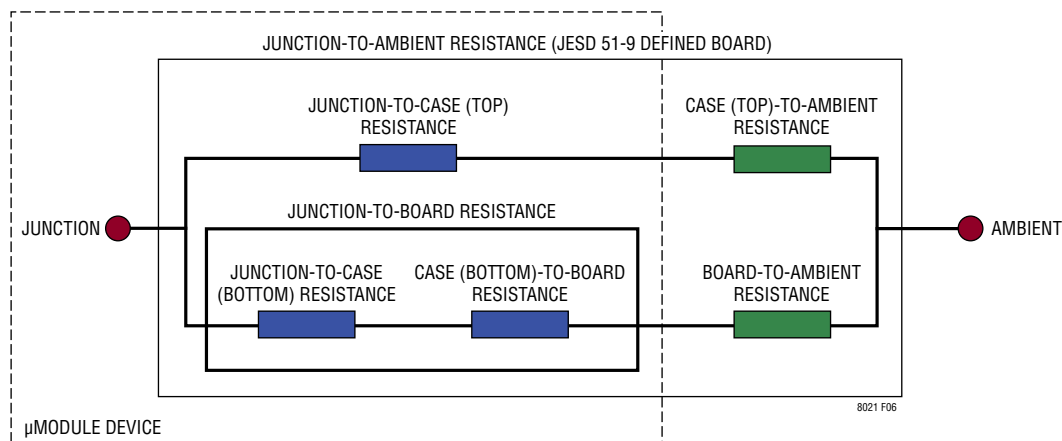 JUNCTION-TO-AMBIENT RESISTANCE (JESD 51-9 DEFINED BOARD)
JUNCTION-TO-CASE (TOP)
RESISTANCE
CASE (TOP)-TO-AMBIENT
RESISTANCE
JUNCTION
JUNCTION-TO-BOARD RESISTANCE
AMBIENT
JUNCTION-TO-CASE
(BOTTOM) RESISTANCE
CASE (BOTTOM)-TO-BOARD
RESISTANCE
BOARD-TO-AMBIENT
RESISTANCE
8021 F06
µMODULE DEVICE